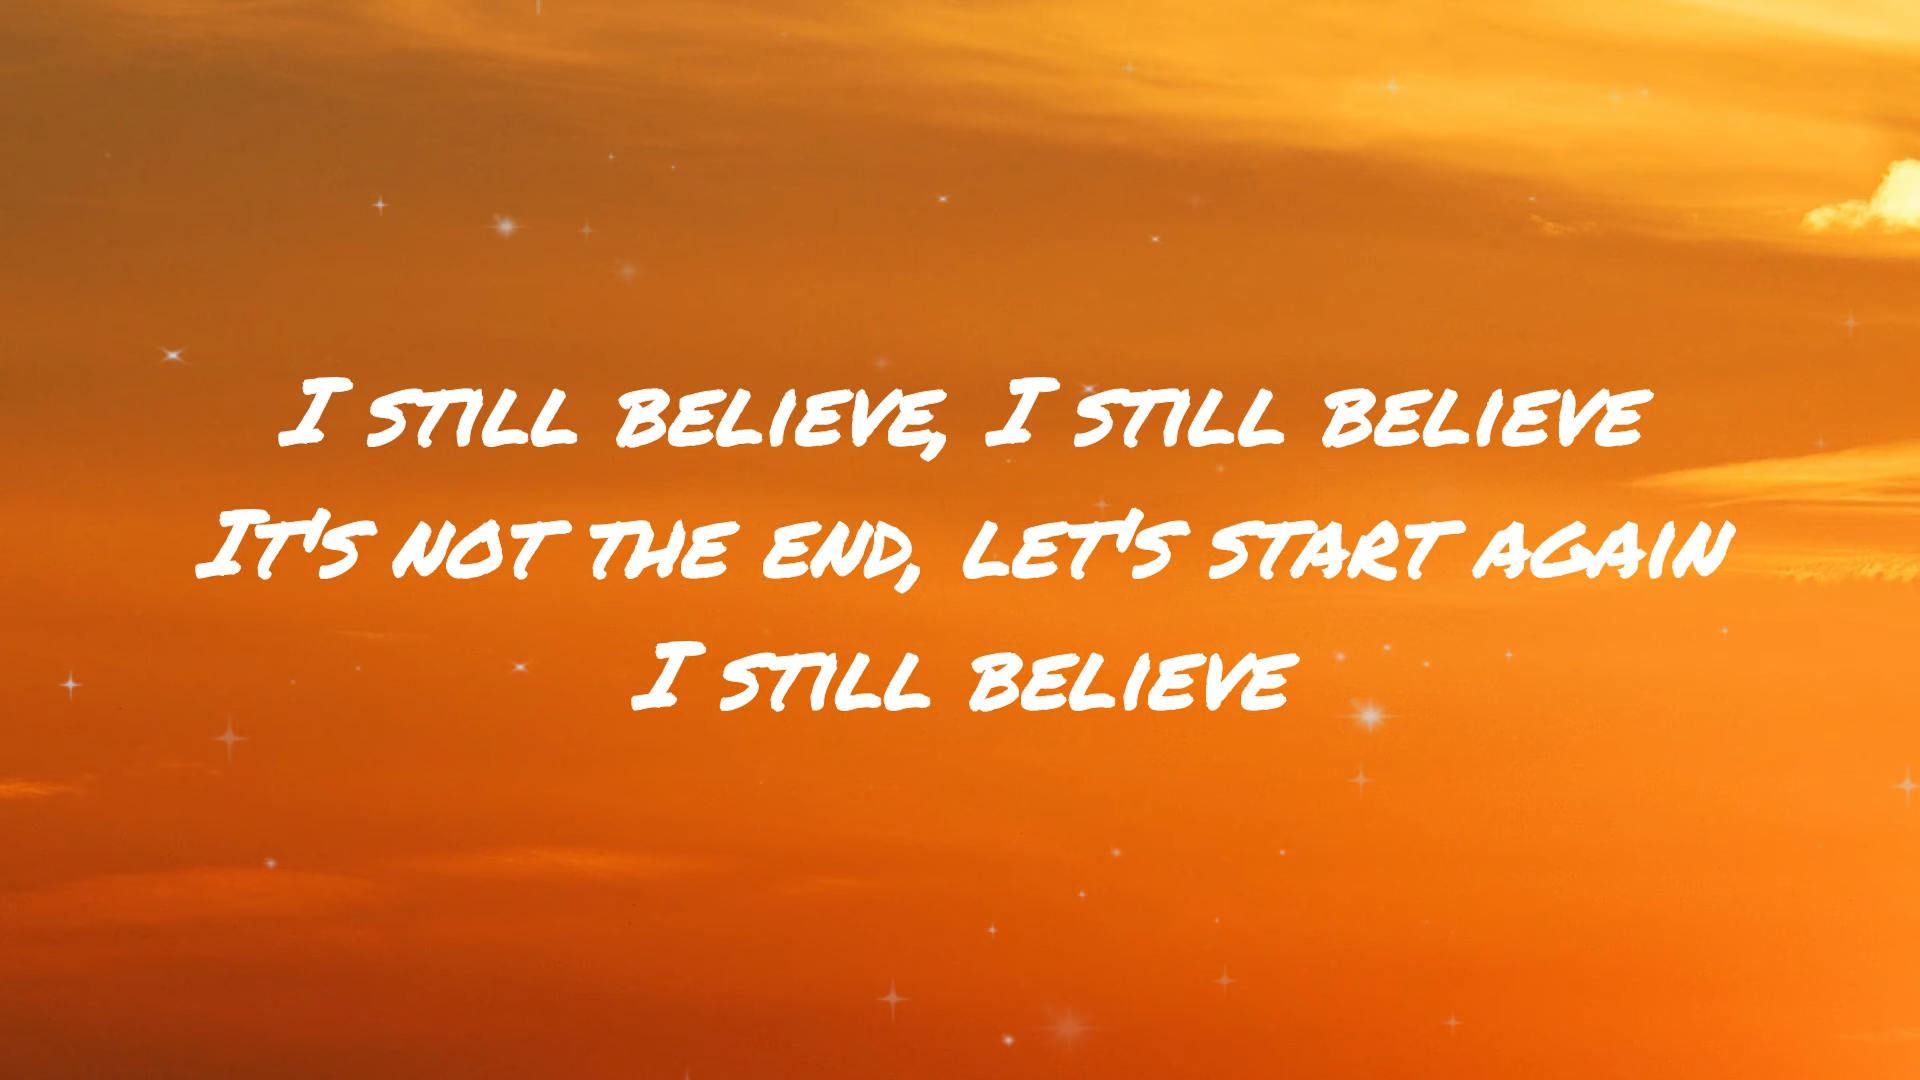 I still believe, I still believe
It's not the end, let's start again
I still believe